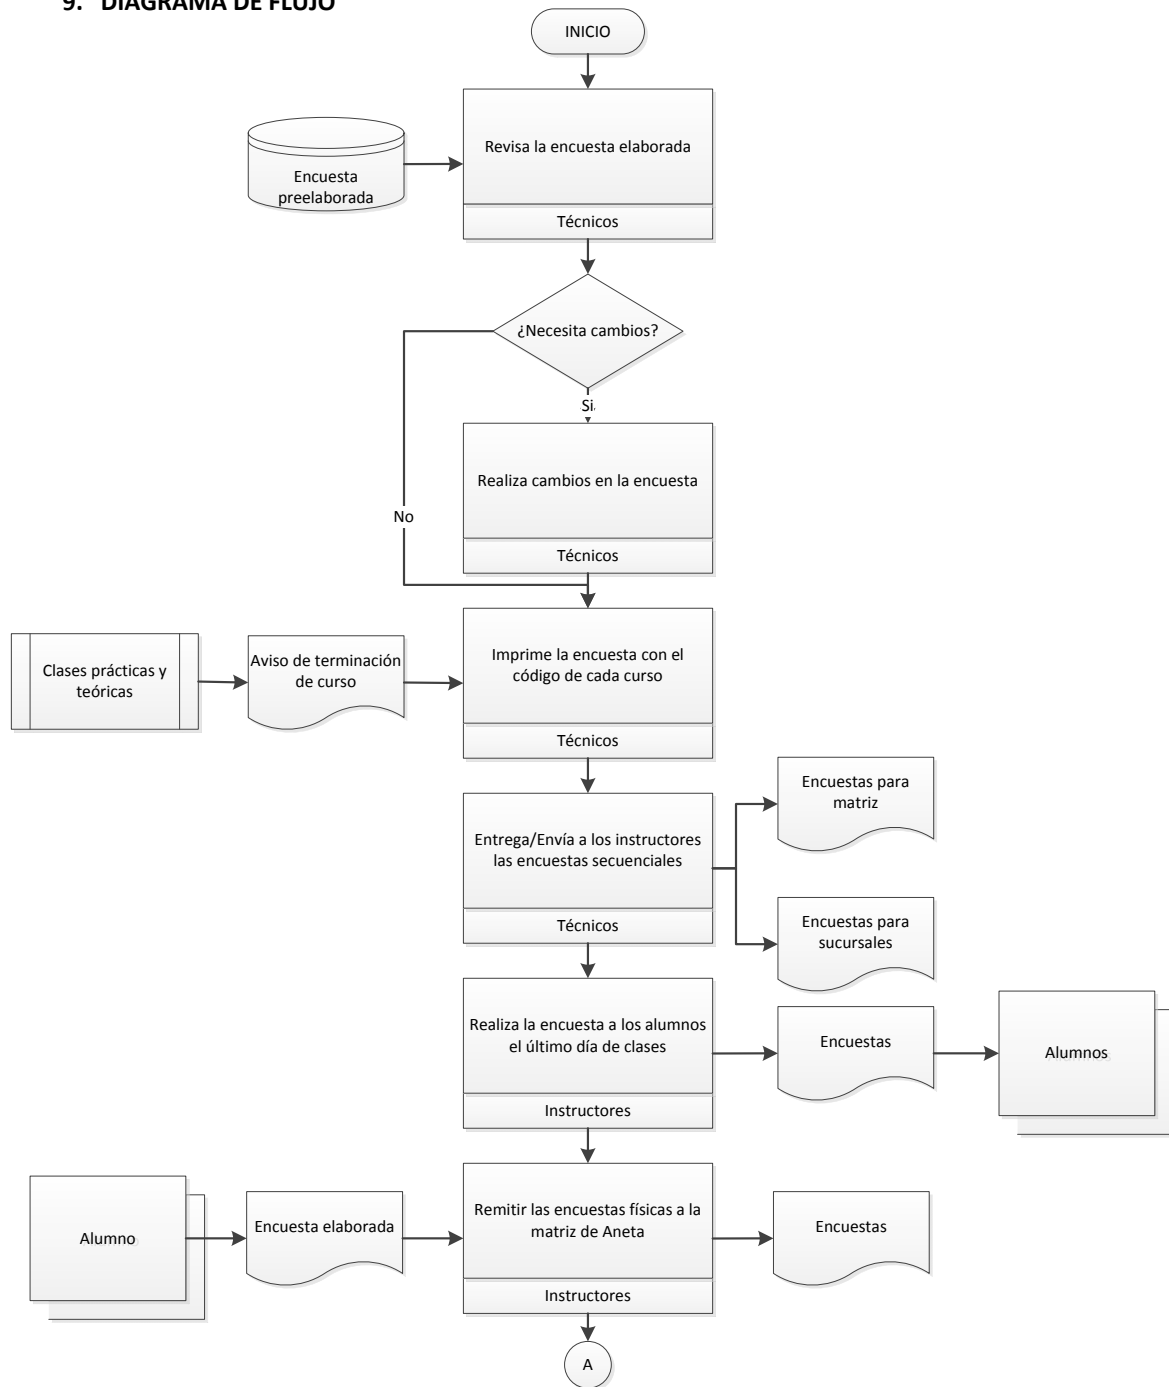 9. DIAGRAMA DE FLUJO
INICIO
Revisa la encuesta elaborada
Encuesta
preelaborada
Técnicos
¿Necesita cambios?
Si
Realiza cambios en la encuesta
No
Técnicos
Clases prácticas y
teóricas
Aviso de terminación
de curso
Imprime la encuesta con el
código de cada curso
Técnicos
Encuestas para
matriz
Entrega/Envía a los instructores
las encuestas secuenciales
Técnicos
Encuestas para
sucursales
Realiza la encuesta a los alumnos
el último día de clases
Encuestas
Alumnos
Instructores
Alumno
Encuesta elaborada
Remitir las encuestas físicas a la
matriz de Aneta
Encuestas
Instructores
A